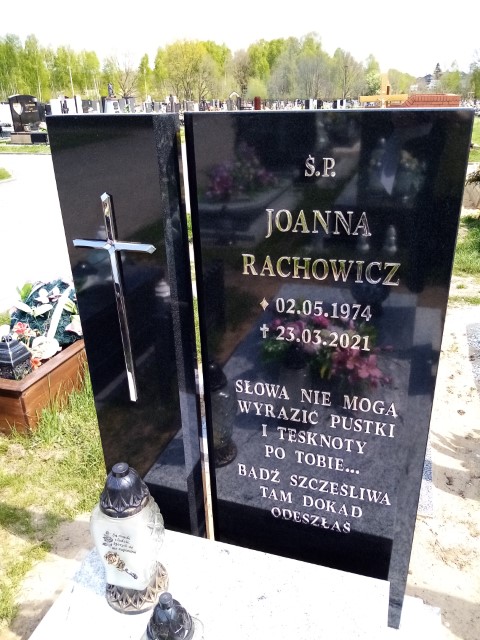 Ś.P.
JOANNA
RACHOWICZ
02.05.1974
23.03.2021
SŁOWA NIE MOGĄ
WYRAZIĆ PUSTKI
I TĘSKNOTY
PO TOBIE...
BĄDŹ SZCZĘŚLIWA
TAM DOKĄD
ODESZŁAŚ